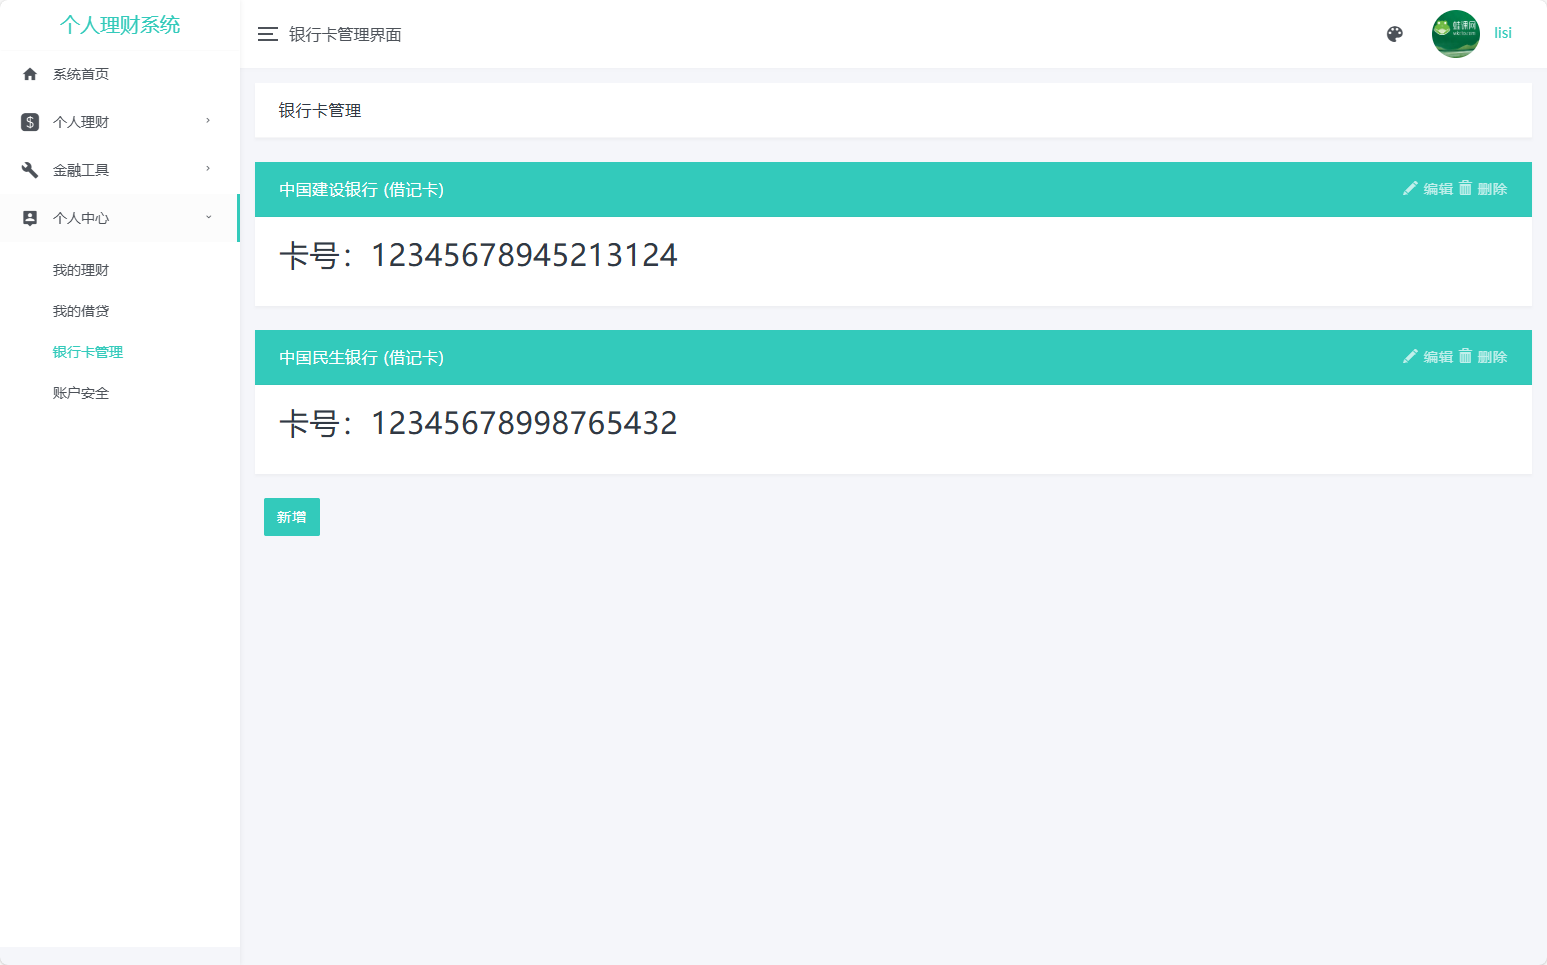 个人理财系统
系统首页
个人理财
金融工具
个人中心
我的理财
我的借贷
银行卡管理
账户安全
银行卡管理界面
蛙课网
lisi
银行卡管理
中国建设银行 (借记卡)
编辑 删除
卡号：12345678945213124
中国民生银行 (借记卡)
编辑 删除
卡号：12345678998765432
新增